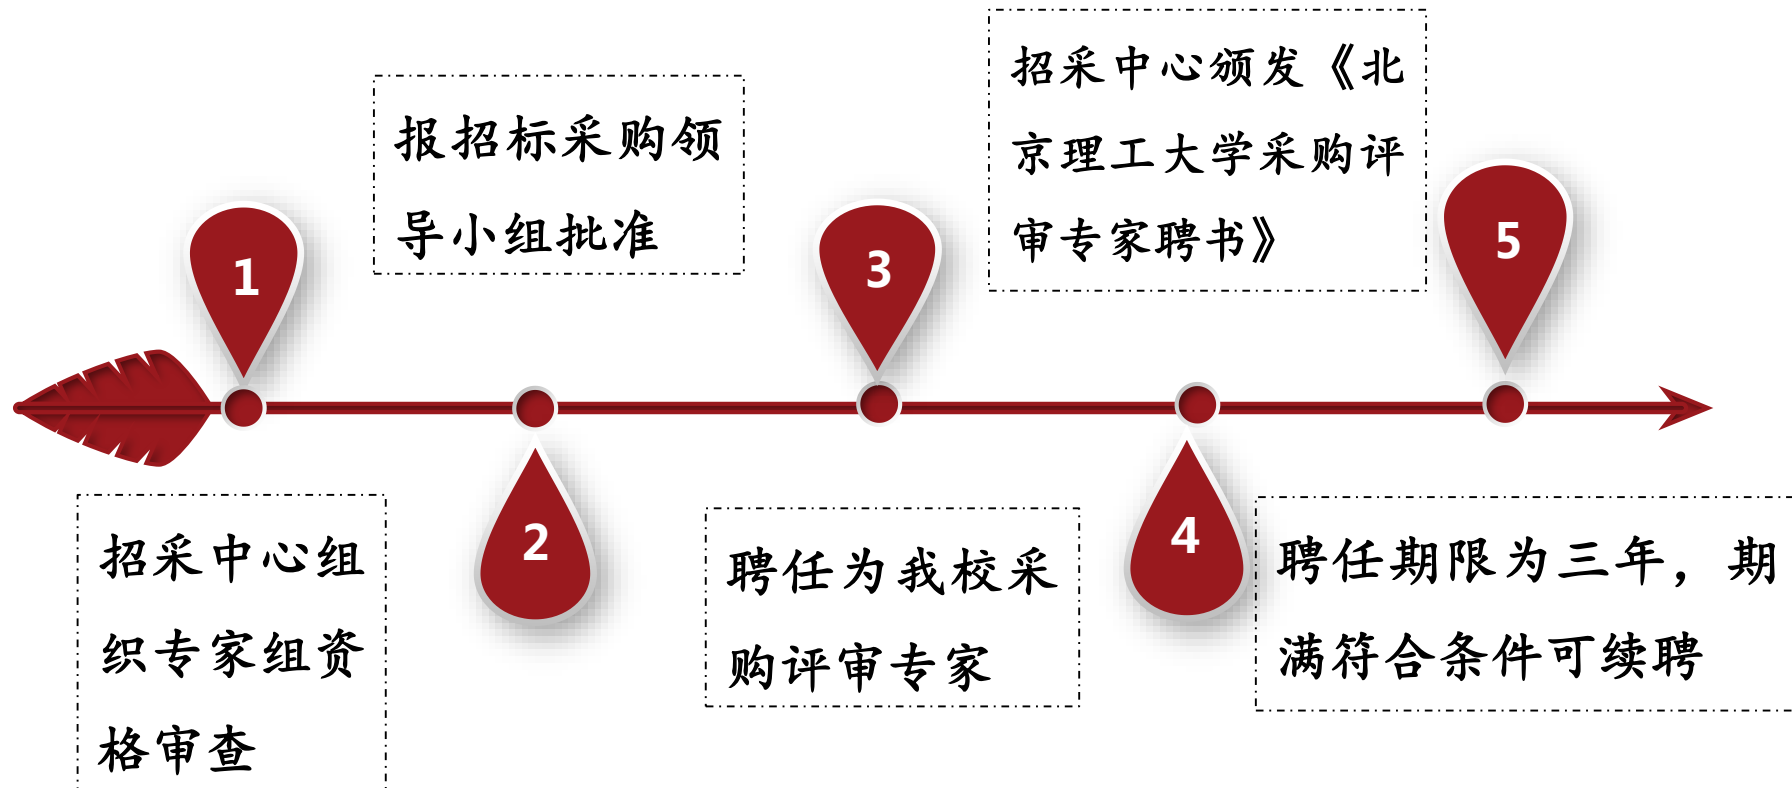 1
招采中心组
织专家组资
格审查
2
报招标采购领
导小组批准
3
聘任为我校采
购评审专家
4
招采中心颁发《北
京理工大学采购评
审专家聘书》
5
聘任期限为三年，期
满符合条件可续聘